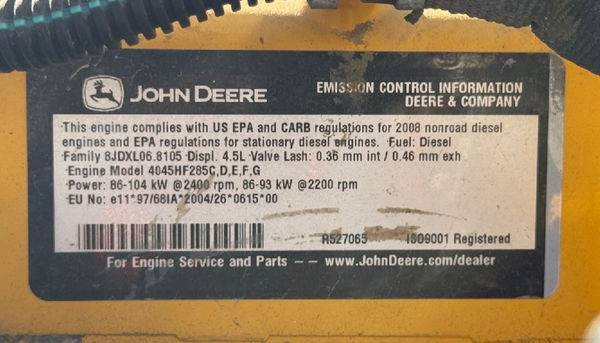 JOHN DEERE
EMISSION CONTROL INFORMATION
DEERE & COMPANY
This engine complies with US EPA and CARB regulations for 2008 nonroad diesel
engines and EPA regulations for stationary diesel engines. Fuel: Diesel
Family 8JDXL06.8105 Displ. 4.5L Valve Lash: 0.36 mm int / 0.46 mm exh
Engine Model 4045HF285C,D,E,F,G
Power: 86-104 kW @2400 rpm, 86-93 kW @2200 rpm
EU No: e11*97/68IA*2004/26*0615*00
R527065 ISO9001 Registered
For Engine Service and Parts – – www.JohnDeere.com/dealer